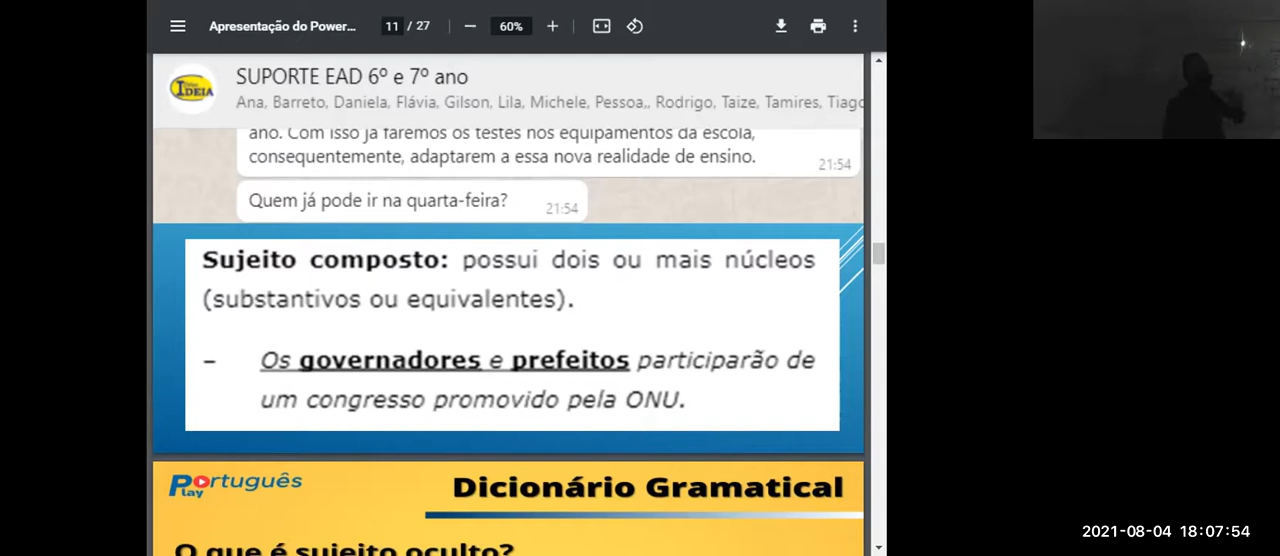 Apresentação do Power... 11 / 27 60%
IDEIA
SUPORTE EAD 6º e 7º ano
Ana, Barreto, Daniela, Flávia, Gilson, Lila, Michele, Pessoa,, Rodrigo, Taize, Tamires, Tiago
ano. Com isso já faremos os testes nos equipamentos da escola,
consequentemente, adaptarem a essa nova realidade de ensino.
21:54
Quem já pode ir na quarta-feira?
21:54
Sujeito composto: possui dois ou mais núcleos
(substantivos ou equivalentes).
– Os governadores e prefeitos participarão de
um congresso promovido pela ONU.
Português
Play
Dicionário Gramatical
O que é sujeito oculto?
2021-08-04 18:07:54